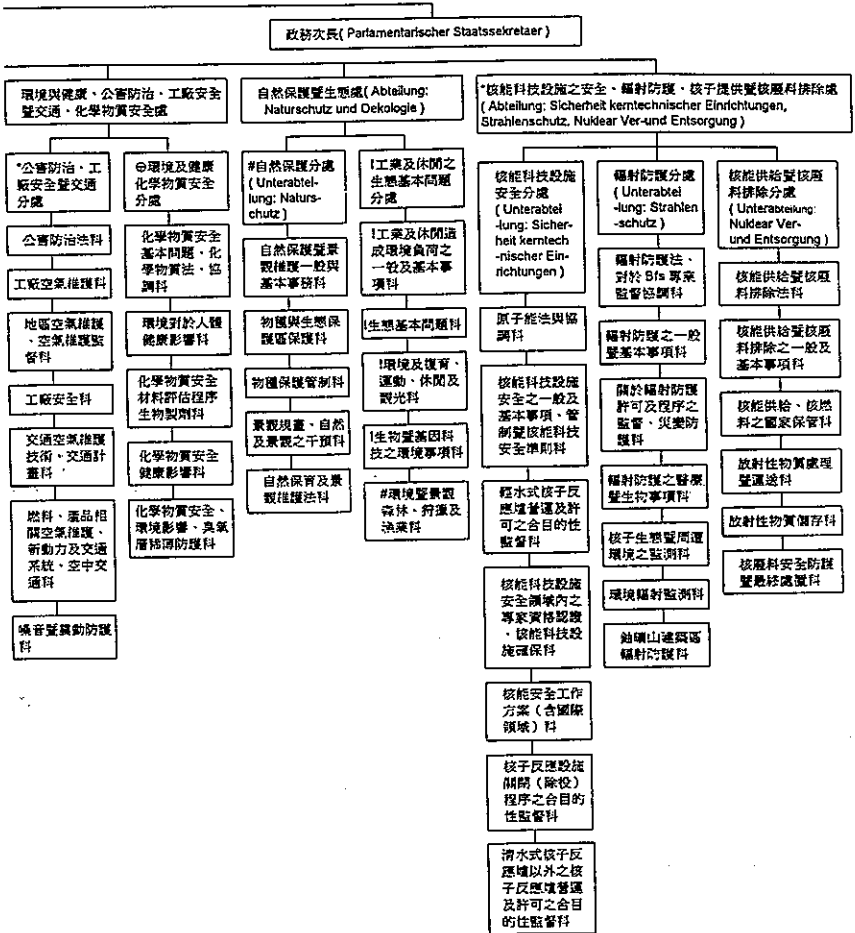 政務次長( Parlamentarischer Staatssekretaer )
環境與健康、公害防治、工廠安全
暨交通、化學物質安全處
自然保護暨生態處( Abteilung:
Naturschutz und Oekologie )
*核能科技設施之安全、輻射防護、核子提供暨核廢料排除處
( Abteilung: Sicherheit kerntechnischer Einrichtungen,
Strahlenschutz, Nuklear Ver-und Entsorgung )
*公害防治、工
廠安全暨交通
分處
公害防治法科
工廠空氣維護科
地區空氣維護
、空氣維護監
督科
工廠安全科
交通空氣維護
技術、交通計
畫科
燃料、產品相
關空氣維護、
新動力及交通
系統、空中交
通科
噪音暨震動防護
科
⊖環境及健康
化學物質安全
化學物質安全
基本問題、化
學物質法、協
調科
環境對於人體
健康影響科
化學物質安全
材料評估程序
生物製劑科
化學物質安全
健康影響科
化學物質安全、
環境影響、臭氧
層稀薄防護科
#自然保護分處
( Unterabtei-
lung: Naturs-
chutz )
自然保護暨景
觀維護一般與
基本事務科
物種與生態保
護區保護科
物種保護管制科
景觀規畫、自然
及景觀之干預科
自然保育及景
觀維護法科
!工業及休閒之
生態基本問題
分處
!工業及休閒造
成環境負荷之
一般及基本事
項科
!生態基本問題科
!環境及復育、
運動、休閒及
觀光科
!生物暨基因科
技之環境事項科
#環境暨景觀
森林、狩獵及
漁業科
核能科技設施
安全分處
( Unterabtei
-lung: Sicher-
heit kerntech
-nischer Ein-
richtungen )
原子能法與協
調科
核能科技設施
安全之一般及
基本事項、管
制暨核能科技
安全準則科
輕水式核子反
應爐營運及許
可之合目的性
監督科
核能科技設施
安全領域內之
專家資格認證
、核能科技設
施確保科
核能安全工作
方案（含國際
領域）科
核子反應設施
關閉（除役）
程序之合目的
性監督科
清水式核子反
應爐以外之核
子反應爐營運
及許可之合目
的性監督科
輻射防護分處
( Unterabtei
-lung: Strahlen
-schutz )
輻射防護法、
對於 Bfs 專業
監督協調科
輻射防護之一般
暨基本事項科
關於輻射防護
許可及程序之
監督、災變防
護科
輻射防護之醫療
暨生物事項科
核子生態暨周遭
環境之監測科
環境輻射監測科
鈾礦山建築區
輻射防護科
核能供給暨核廢
料排除分處
( Unterabteilung:
Nuklear Ver-
und Entsorgung )
核能供給暨核廢
料排除法科
核能供給暨核廢
料排除之一般及
基本事項科
核能供給、核燃
料之國家保管科
放射性物質處理
暨運送科
放射性物質儲存科
核廢料安全防護
暨最終處置科